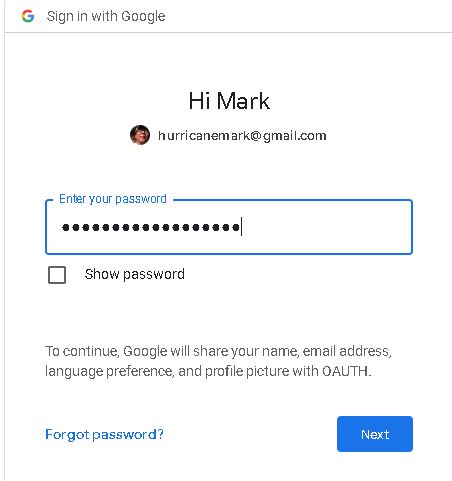 Sign in with Google
Hi Mark
hurricanemark@gmail.com
Enter your password
••••••••••••••••••
Show password
To continue, Google will share your name, email address,
language preference, and profile picture with OAUTH.
Forgot password?
Next